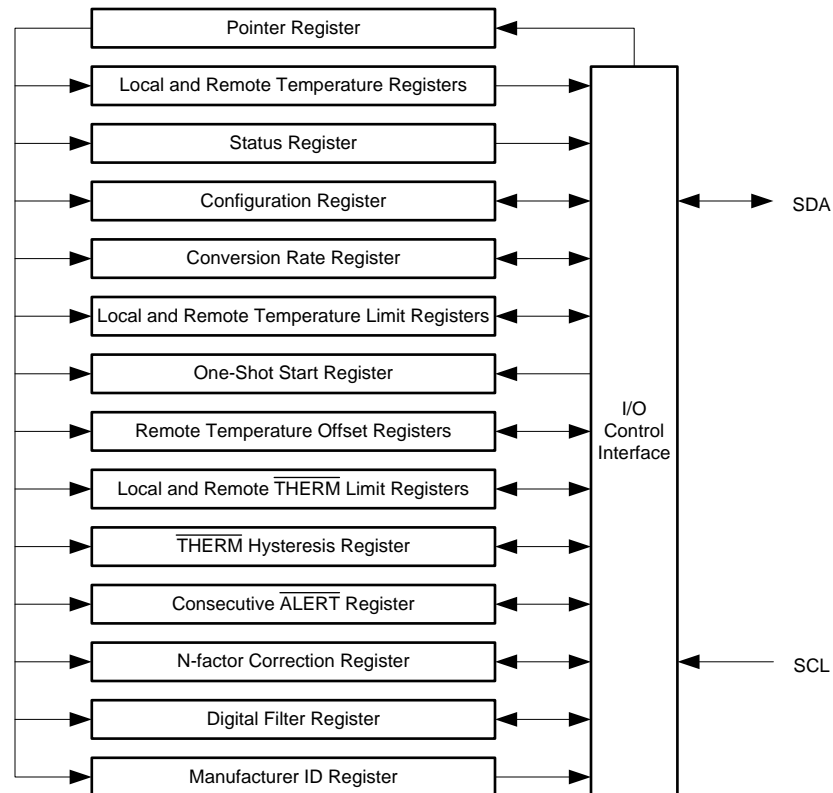 Pointer Register
Local and Remote Temperature Registers
Status Register
Configuration Register
SDA
Conversion Rate Register
Local and Remote Temperature Limit Registers
One-Shot Start Register
I/O
Control
Interface
Remote Temperature Offset Registers
Local and Remote THERM Limit Registers
THERM Hysteresis Register
Consecutive ALERT Register
N-factor Correction Register
SCL
Digital Filter Register
Manufacturer ID Register